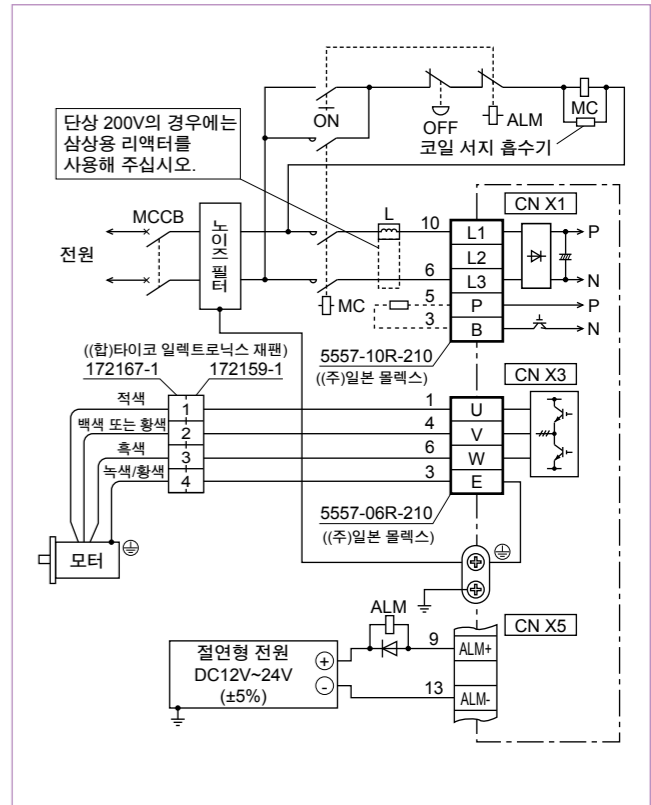 ON
OFF
ALM
MC
코일 서지 흡수기
단상 200V의 경우에는
삼상용 리액터를
사용해 주십시오.
MCCB
전원
노이즈 필터
L
MC
10
6
5
3
L1
L2
L3
P
B
CN X1
P
N
P
N
5557-10R-210
((주)일본 몰렉스)
((합)타이코 일렉트로닉스 재팬)
172167-1
172159-1
적색
백색 또는 황색
흑색
녹색/황색
1
2
3
4
1
4
6
3
U
V
W
E
CN X3
5557-06R-210
((주)일본 몰렉스)
모터
ALM
절연형 전원
DC12V~24V
(±5%)
+
-
9
13
ALM+
ALM-
CN X5